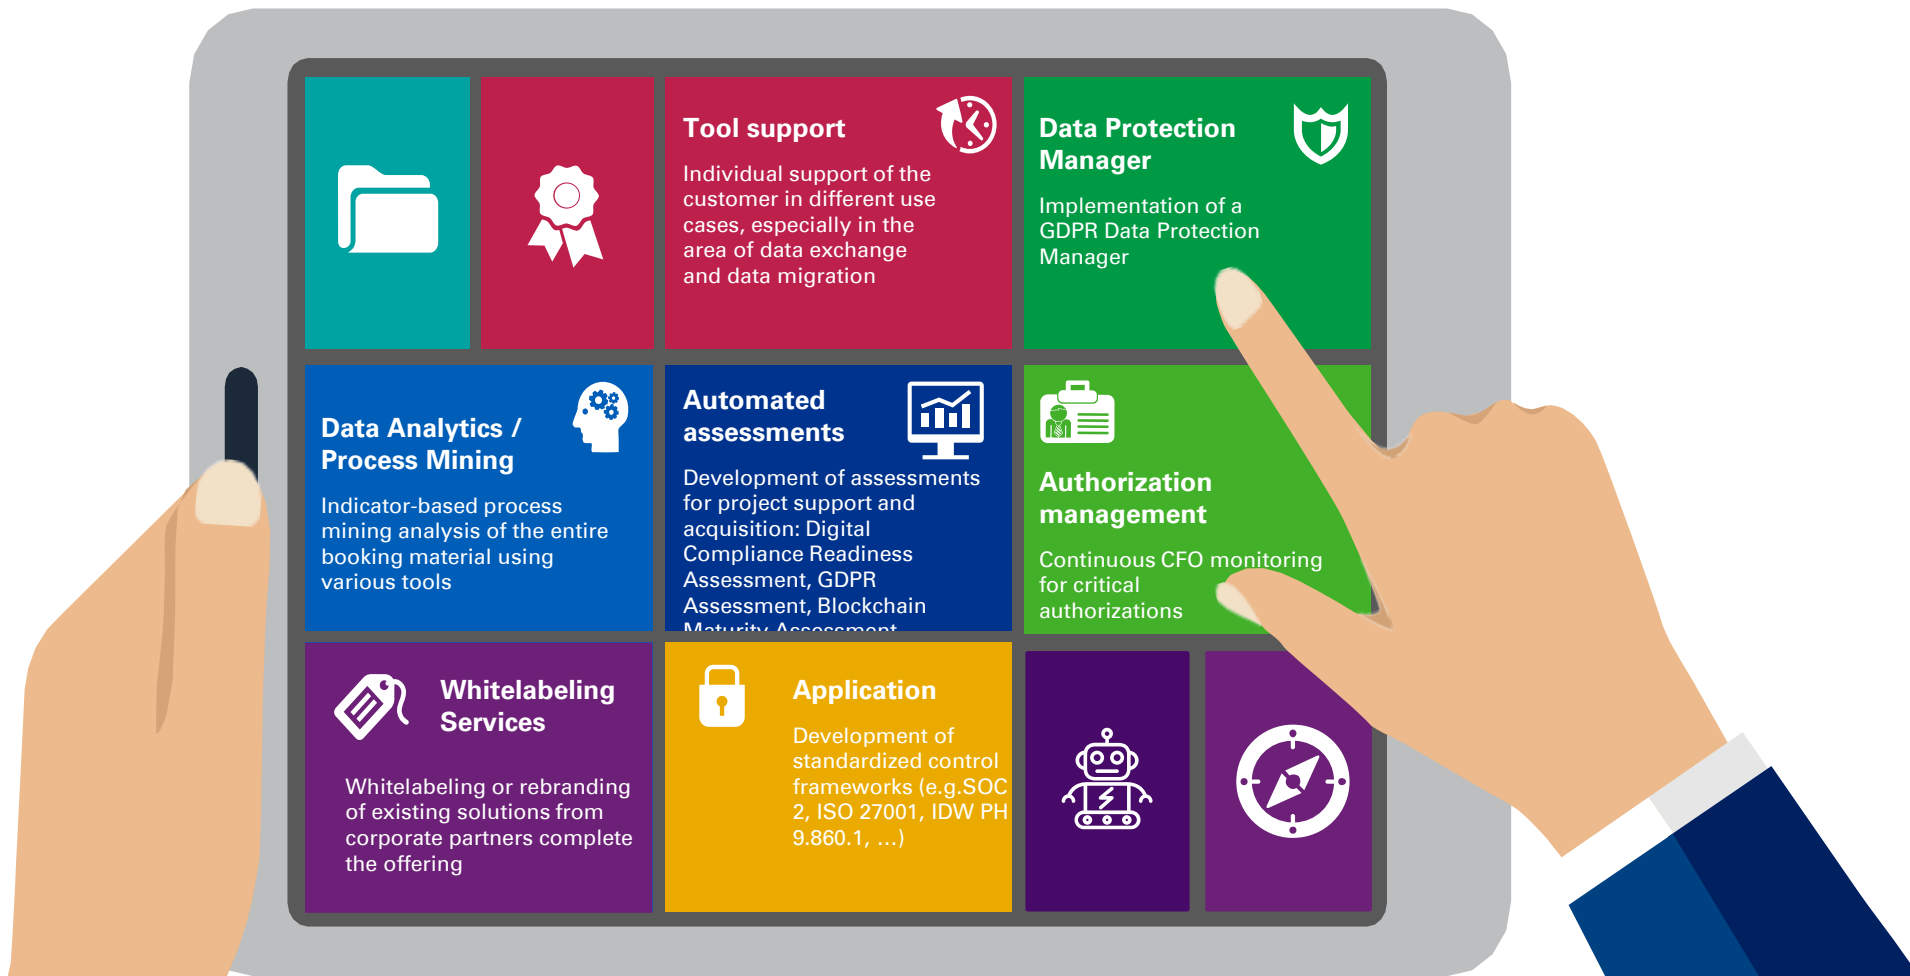 Tool support
Individual support of the
customer in different use
cases, especially in the
area of data exchange
and data migration
Data Protection
Manager
Implementation of a
GDPR Data Protection
Manager
Data Analytics /
Process Mining
Indicator-based process
mining analysis of the entire
booking material using
various tools
Automated
assessments
Development of assessments
for project support and
acquisition: Digital
Compliance Readiness
Assessment, GDPR
Assessment, Blockchain
Maturity Assessment
Authorization
management
Continuous CFO monitoring
for critical
authorizations
Whitelabeling
Services
Whitelabeling or rebranding
of existing solutions from
corporate partners complete
the offering
Application
Development of
standardized control
frameworks (e.g.SOC
2, ISO 27001, IDW PH
9.860.1, ...)